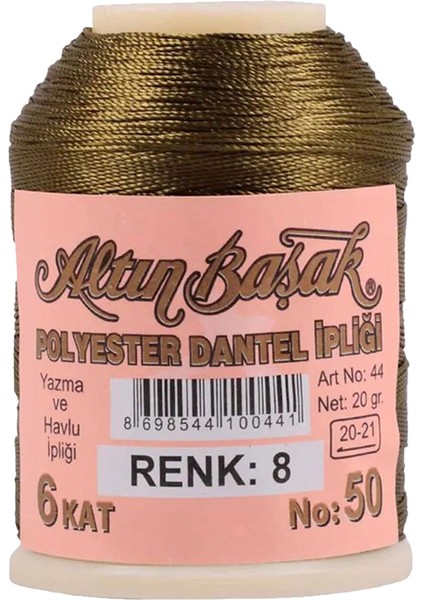 Altın Başak®
POLYESTER DANTEL İPLİĞİ
Yazma
ve
Havlu
İpliği
8 698544 100441
Art No: 44
Net: 20 gr.
20-21
RENK: 8
6 KAT
No: 50